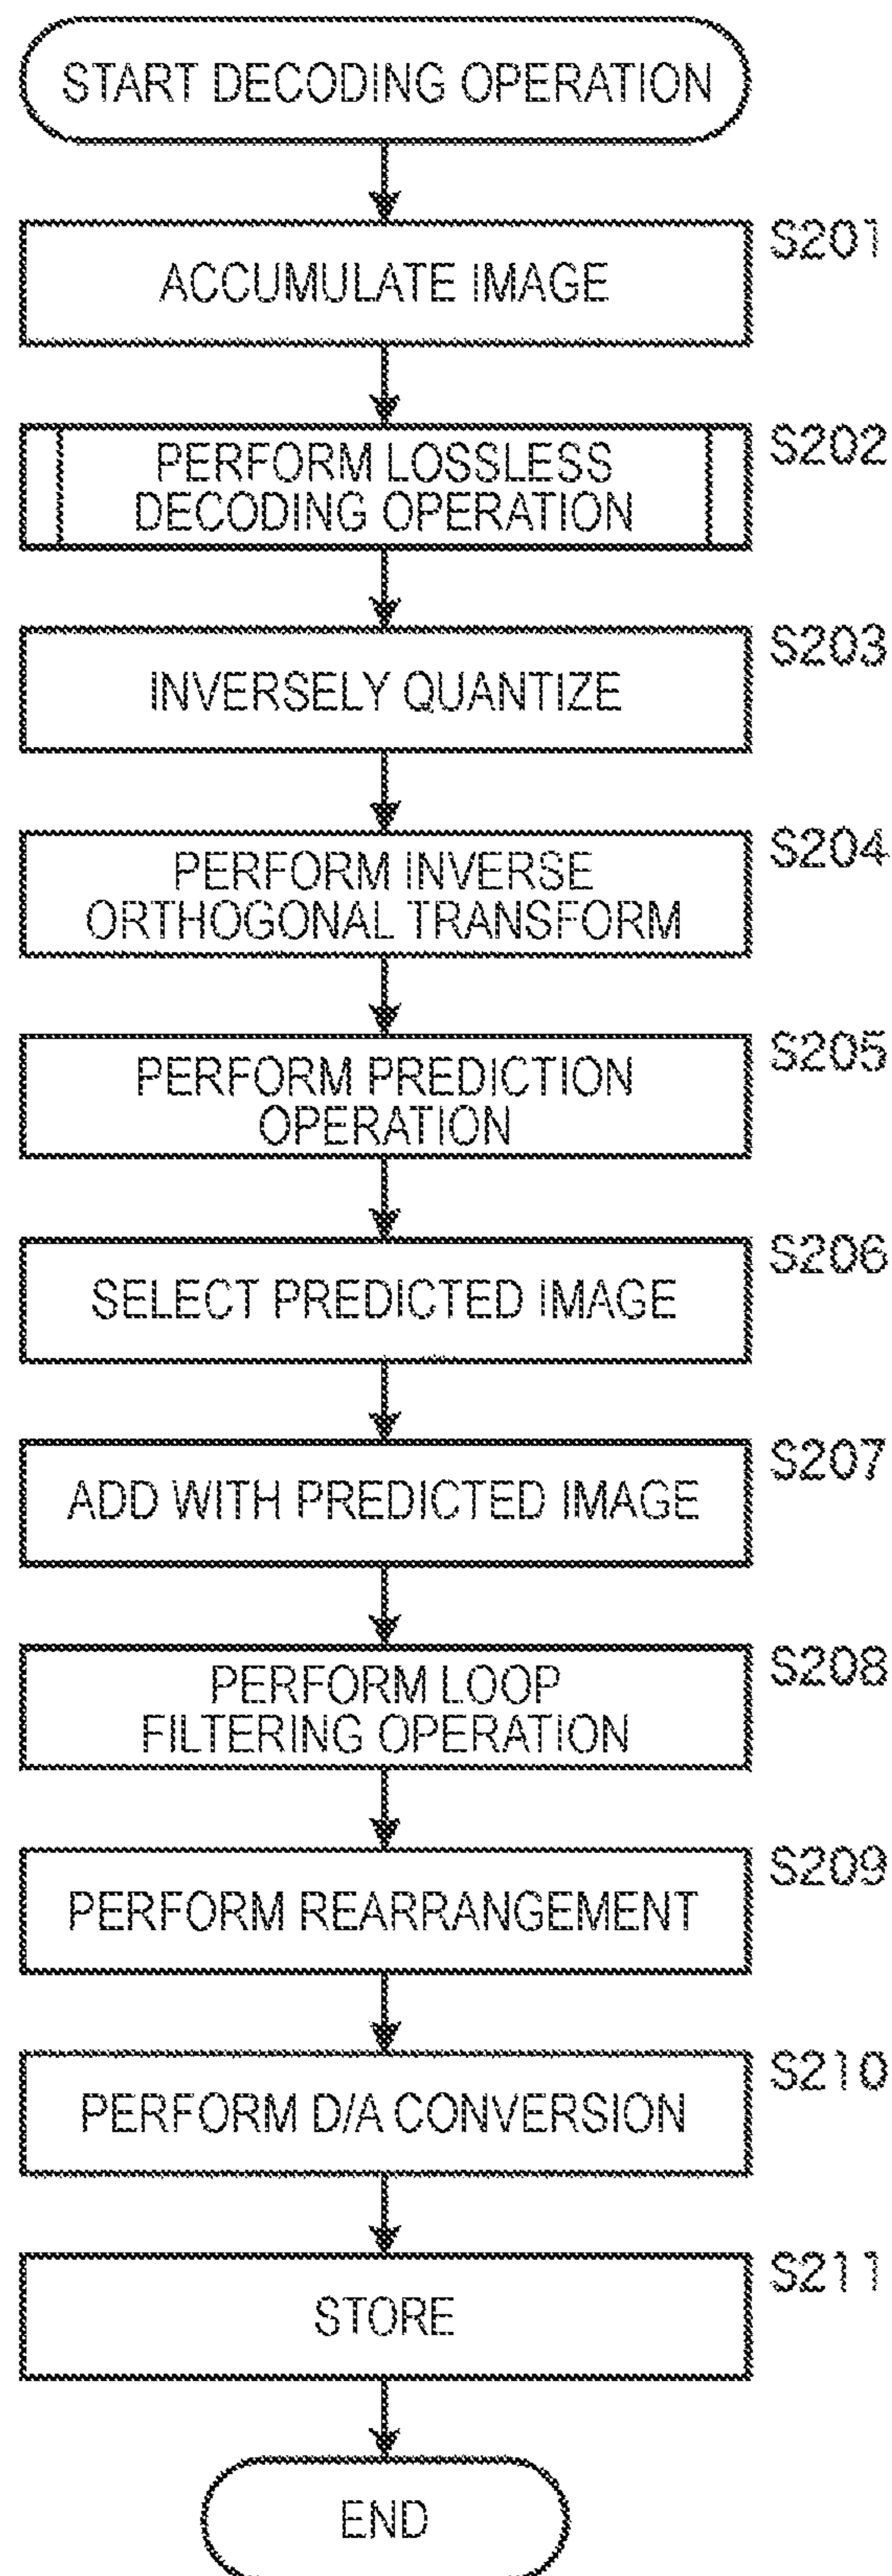 START DECODING OPERATION
S201
ACCUMULATE IMAGE
S202
PERFORM LOSSLESS
DECODING OPERATION
S203
INVERSELY QUANTIZE
S204
PERFORM INVERSE
ORTHOGONAL TRANSFORM
S205
PERFORM PREDICTION
OPERATION
S206
SELECT PREDICTED IMAGE
S207
ADD WITH PREDICTED IMAGE
S208
PERFORM LOOP
FILTERING OPERATION
S209
PERFORM REARRANGEMENT
S210
PERFORM D/A CONVERSION
S211
STORE
END